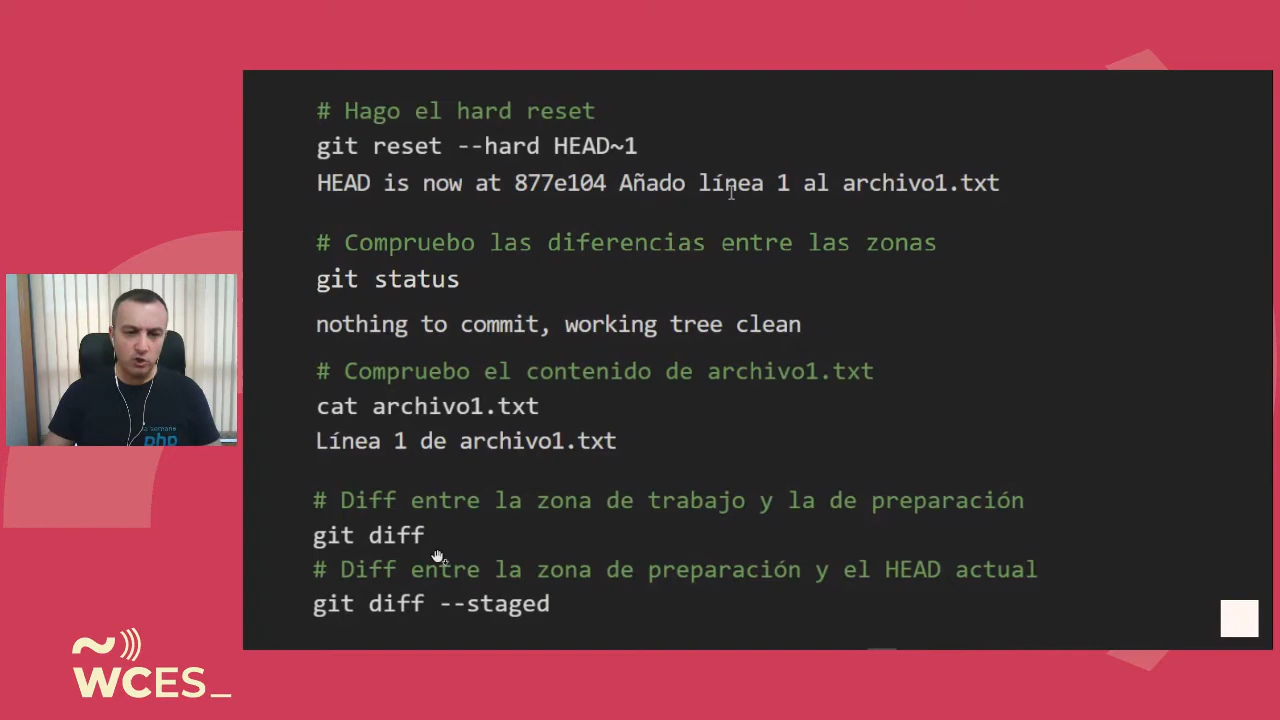 # Hago el hard reset
git reset --hard HEAD~1
HEAD is now at 877e104 Añado línea 1 al archivo1.txt
# Compruebo las diferencias entre las zonas
git status
nothing to commit, working tree clean
# Compruebo el contenido de archivo1.txt
cat archivo1.txt
Línea 1 de archivo1.txt
# Diff entre la zona de trabajo y la de preparación
git diff
# Diff entre la zona de preparación y el HEAD actual
git diff --staged
php
WCES_